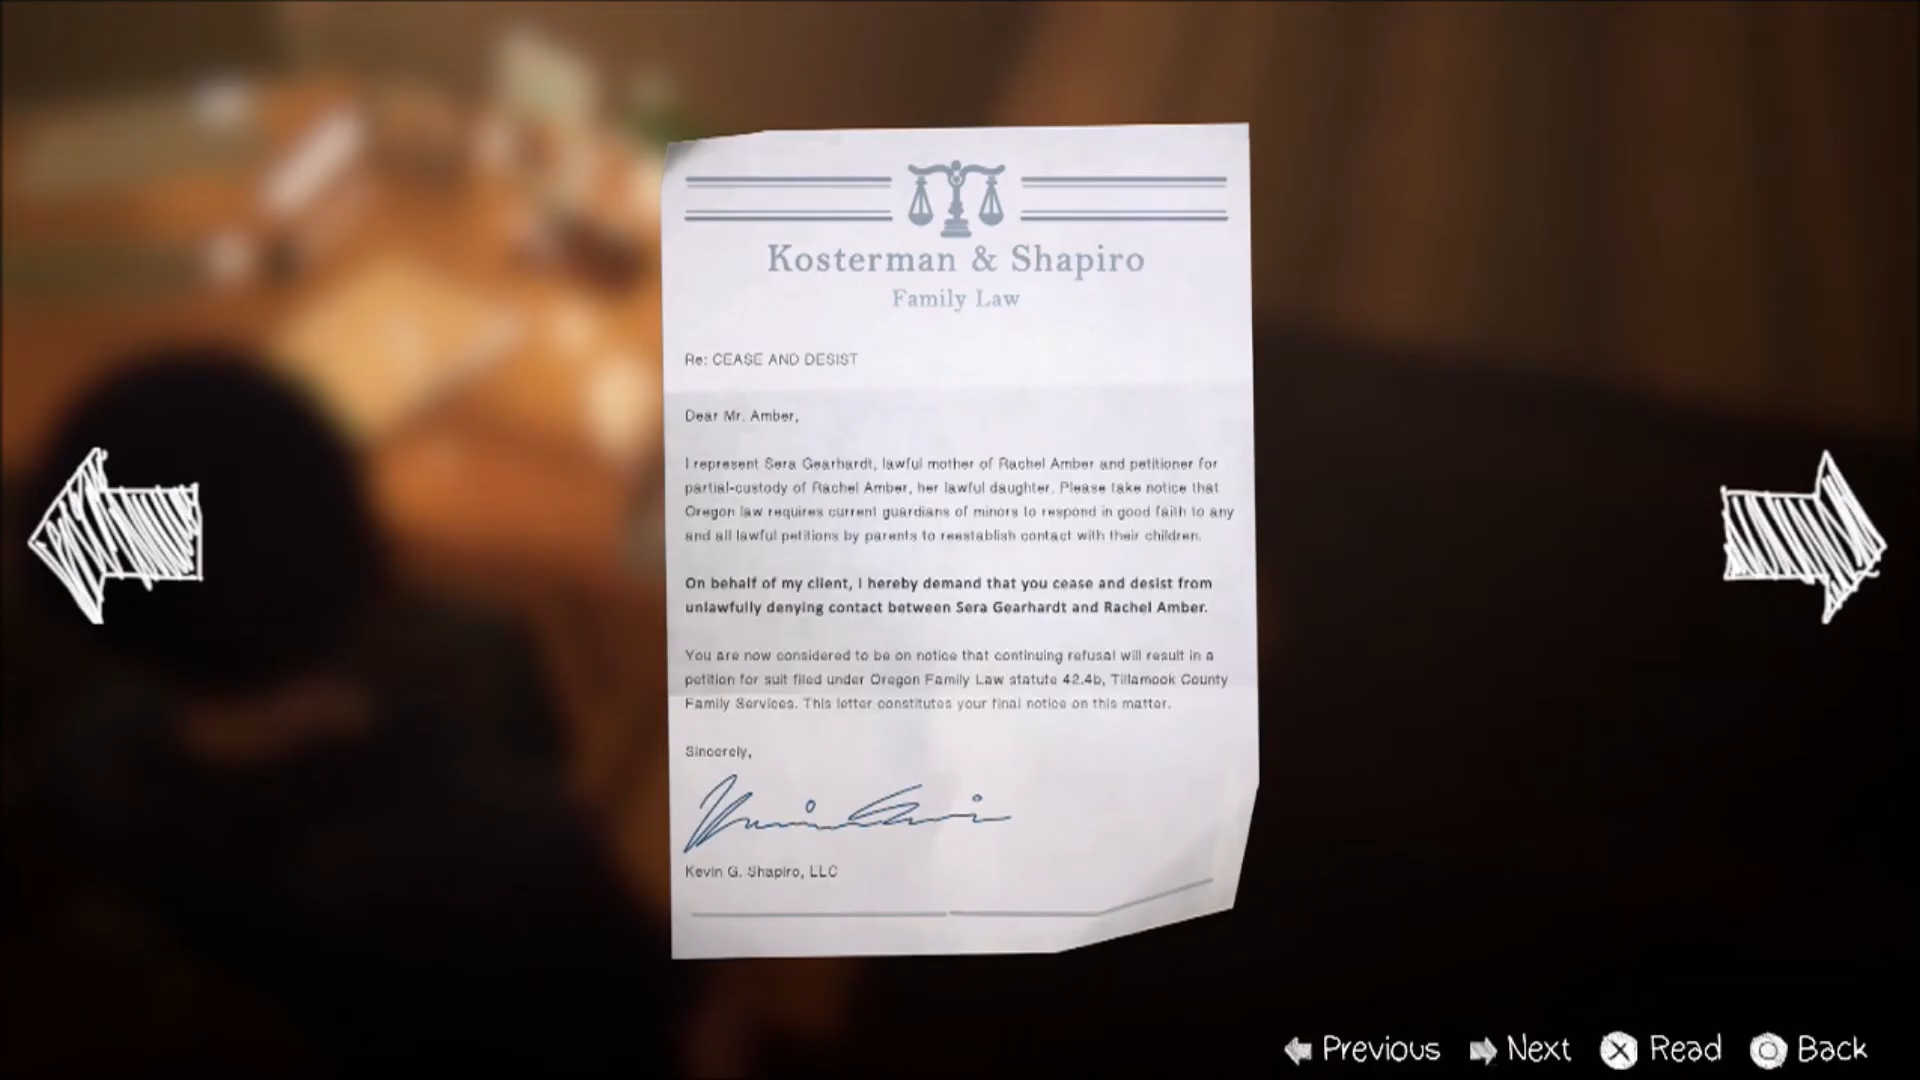 Kosterman & Shapiro
Family Law
Re: CEASE AND DESIST
Dear Mr. Amber,
I represent Sera Gearhardt, lawful mother of Rachel Amber and petitioner for
partial-custody of Rachel Amber, her lawful daughter. Please take notice that
Oregon law requires current guardians of minors to respond in good faith to any
and all lawful petitions by parents to reestablish contact with their children.
On behalf of my client, I hereby demand that you cease and desist from
unlawfully denying contact between Sera Gearhardt and Rachel Amber.
You are now considered to be on notice that continuing refusal will result in a
petition for suit filed under Oregon Family Law statute 42.4b, Tillamook County
Family Services. This letter constitutes your final notice on this matter.
Sincerely,
Kevin G. Shapiro, LLC
Previous Next Read Back